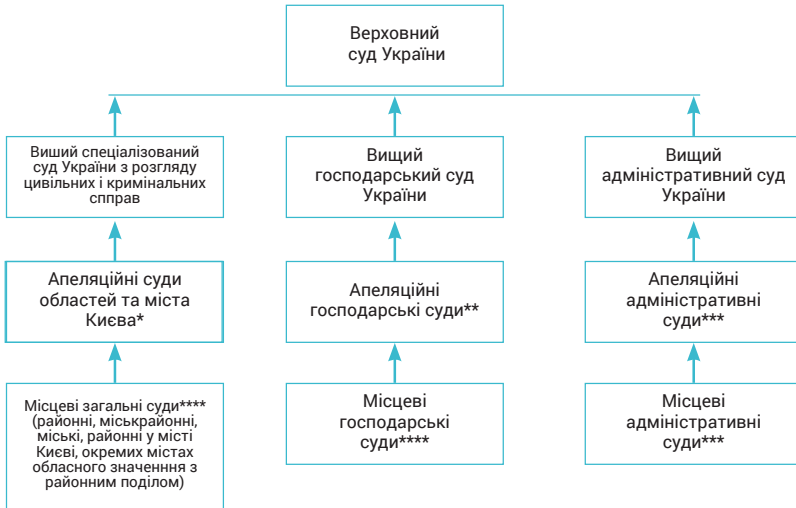 Верховний
суд України
Виший спеціалізований
суд України з розгляду
цивільних і кримінальних
спправ
Вищий
господарський суд
України
Вищий
адміністративний суд
України
Апеляційні суди
областей та міста
Києва*
Апеляційні
господарські суди**
Апеляційні
адміністративні
суди***
Місцеві загальні суди****
(районні, міськрайонні,
міські, районні у місті
Києві, окремих містах
обласного значенння з
районним поділом)
Місцеві
господарські
суди****
Місцеві
адміністративні
суди***